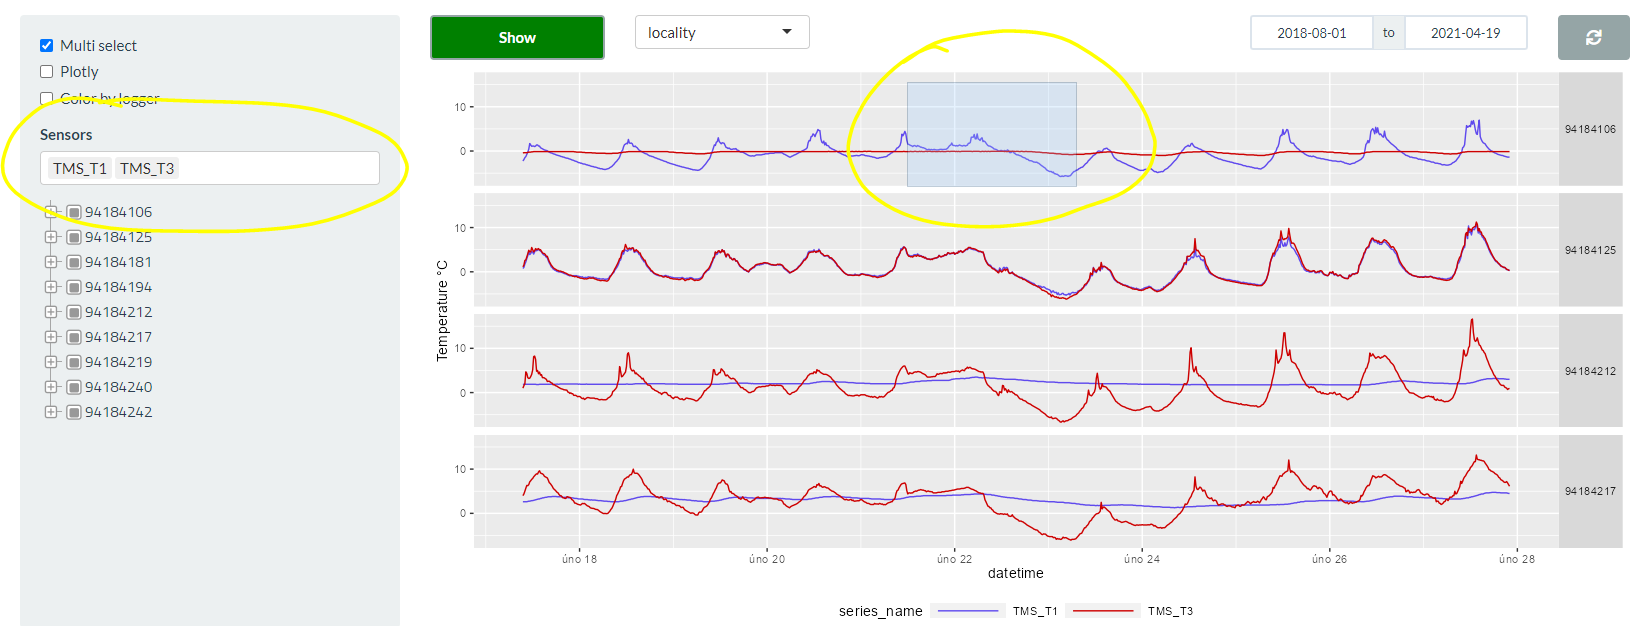 Multi select
Plotly
Color by logger
Sensors
TMS_T1 TMS_T3
94184106
94184125
94184181
94184194
94184212
94184217
94184219
94184240
94184242
Show
locality
2018-08-01 to 2021-04-19
Temperature °C
10
0
94184106
10
0
94184125
10
0
94184212
10
0
94184217
úno 18 úno 20 úno 22 úno 24 úno 26 úno 28
datetime
series_name TMS_T1 TMS_T3